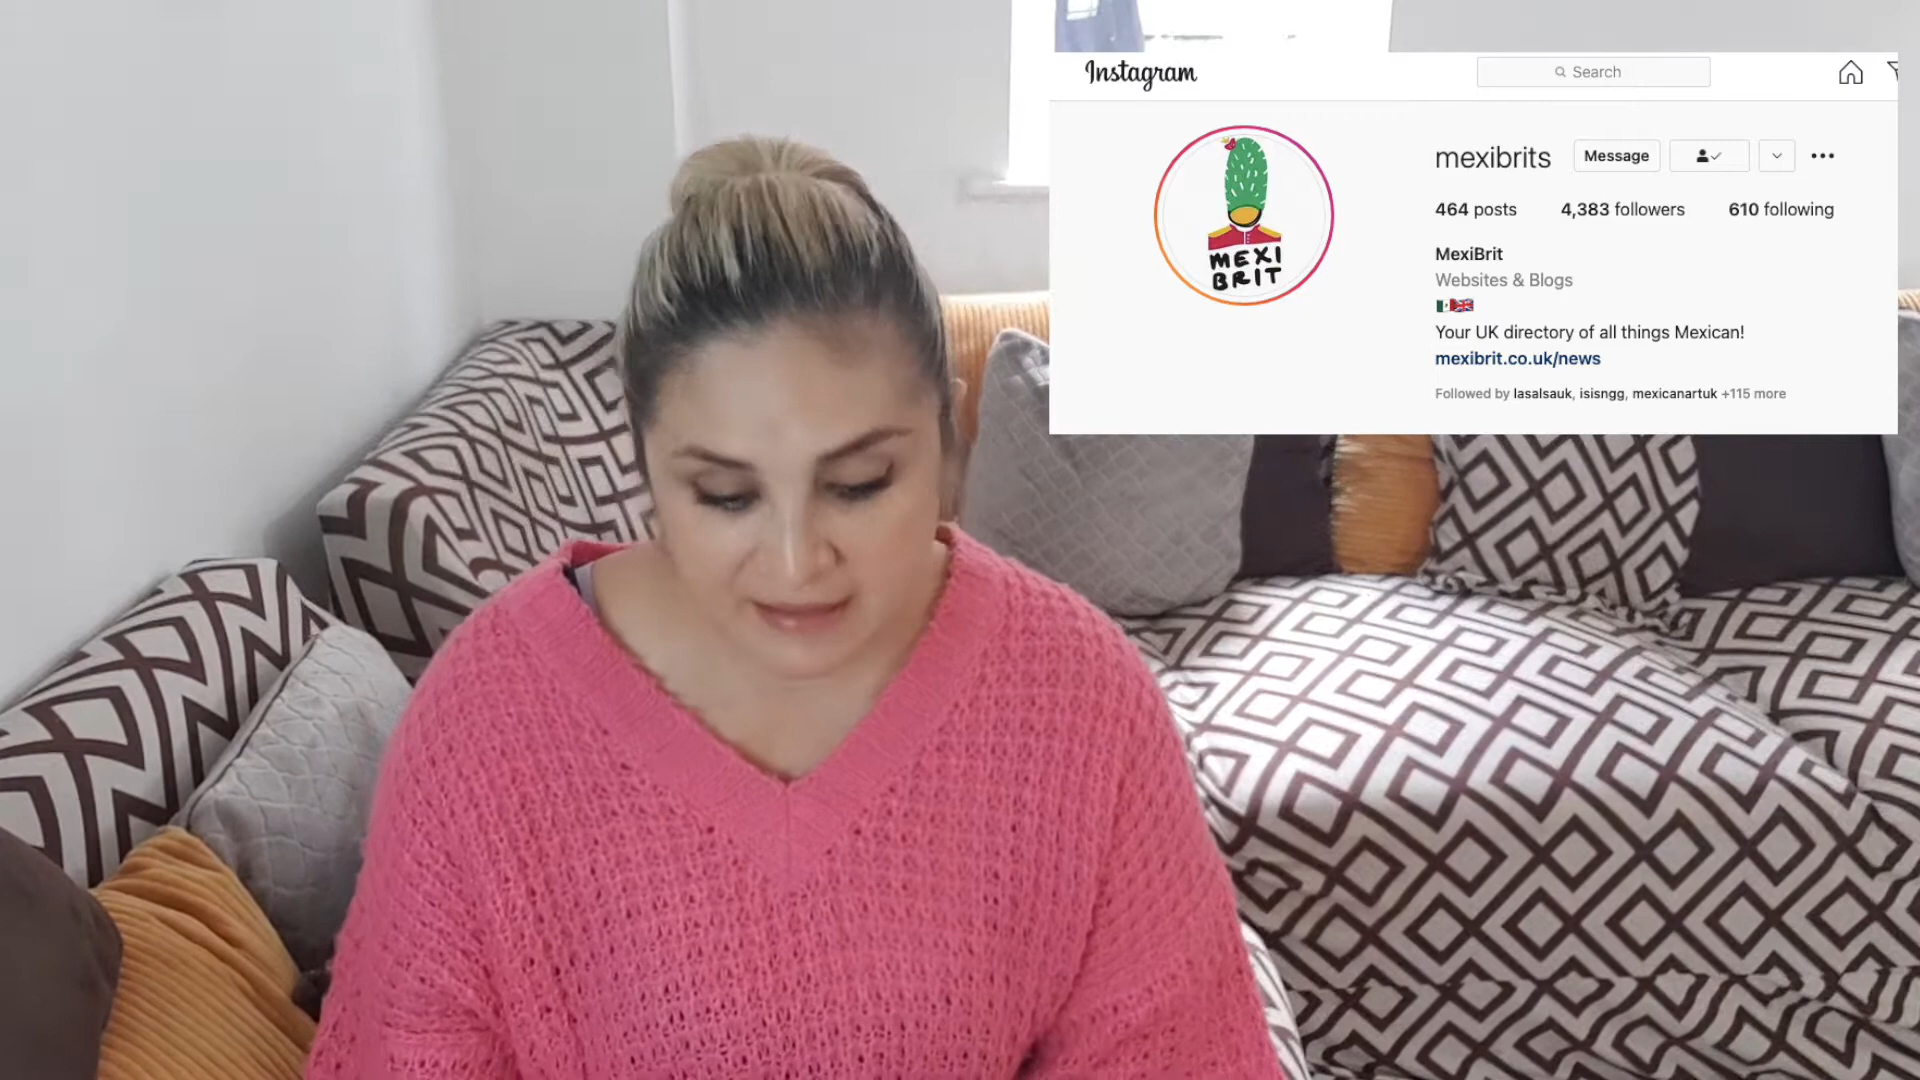 Instagram
Search
MEXI
BRIT
mexibrits Message
464 posts 4,383 followers 610 following
MexiBrit
Websites & Blogs
🇲🇽🇬🇧
Your UK directory of all things Mexican!
mexibrit.co.uk/news
Followed by lasalsauk, isisngg, mexicanartuk +115 more